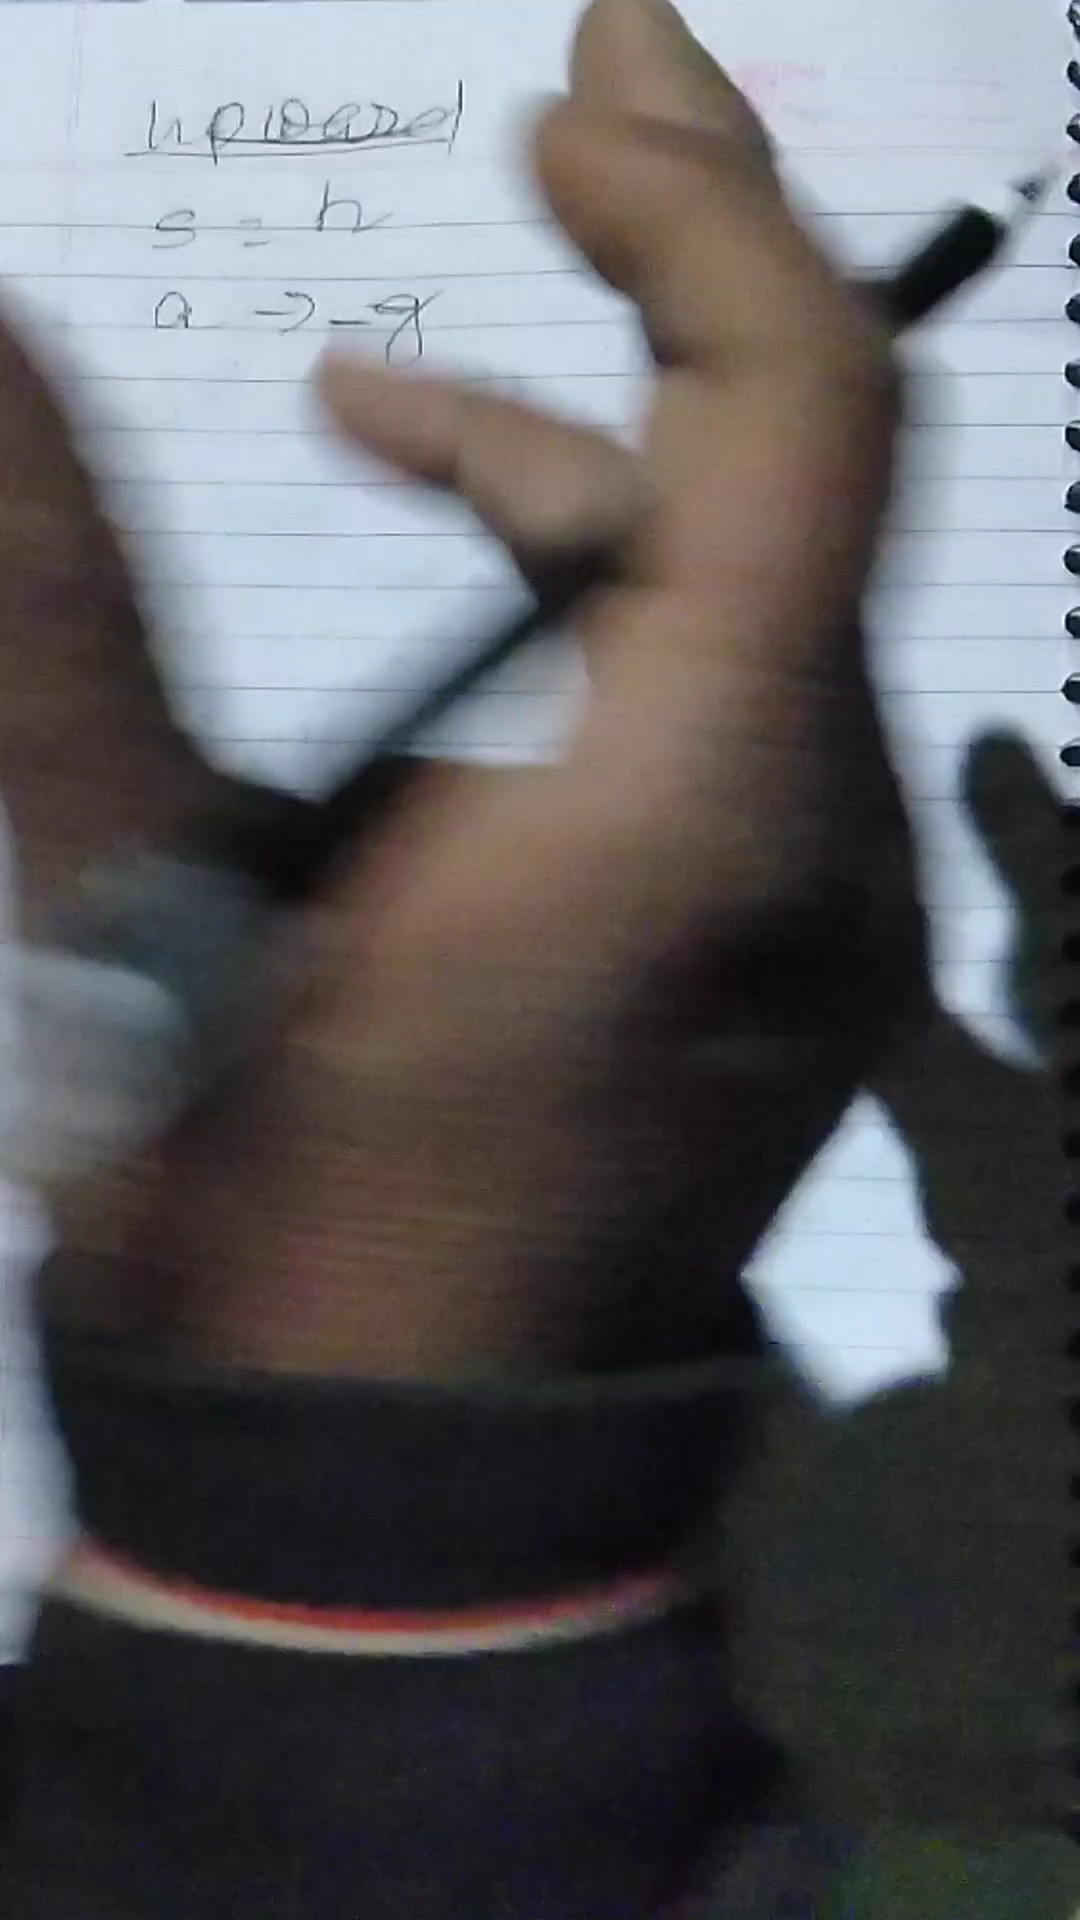 upward
s = h
a → -g